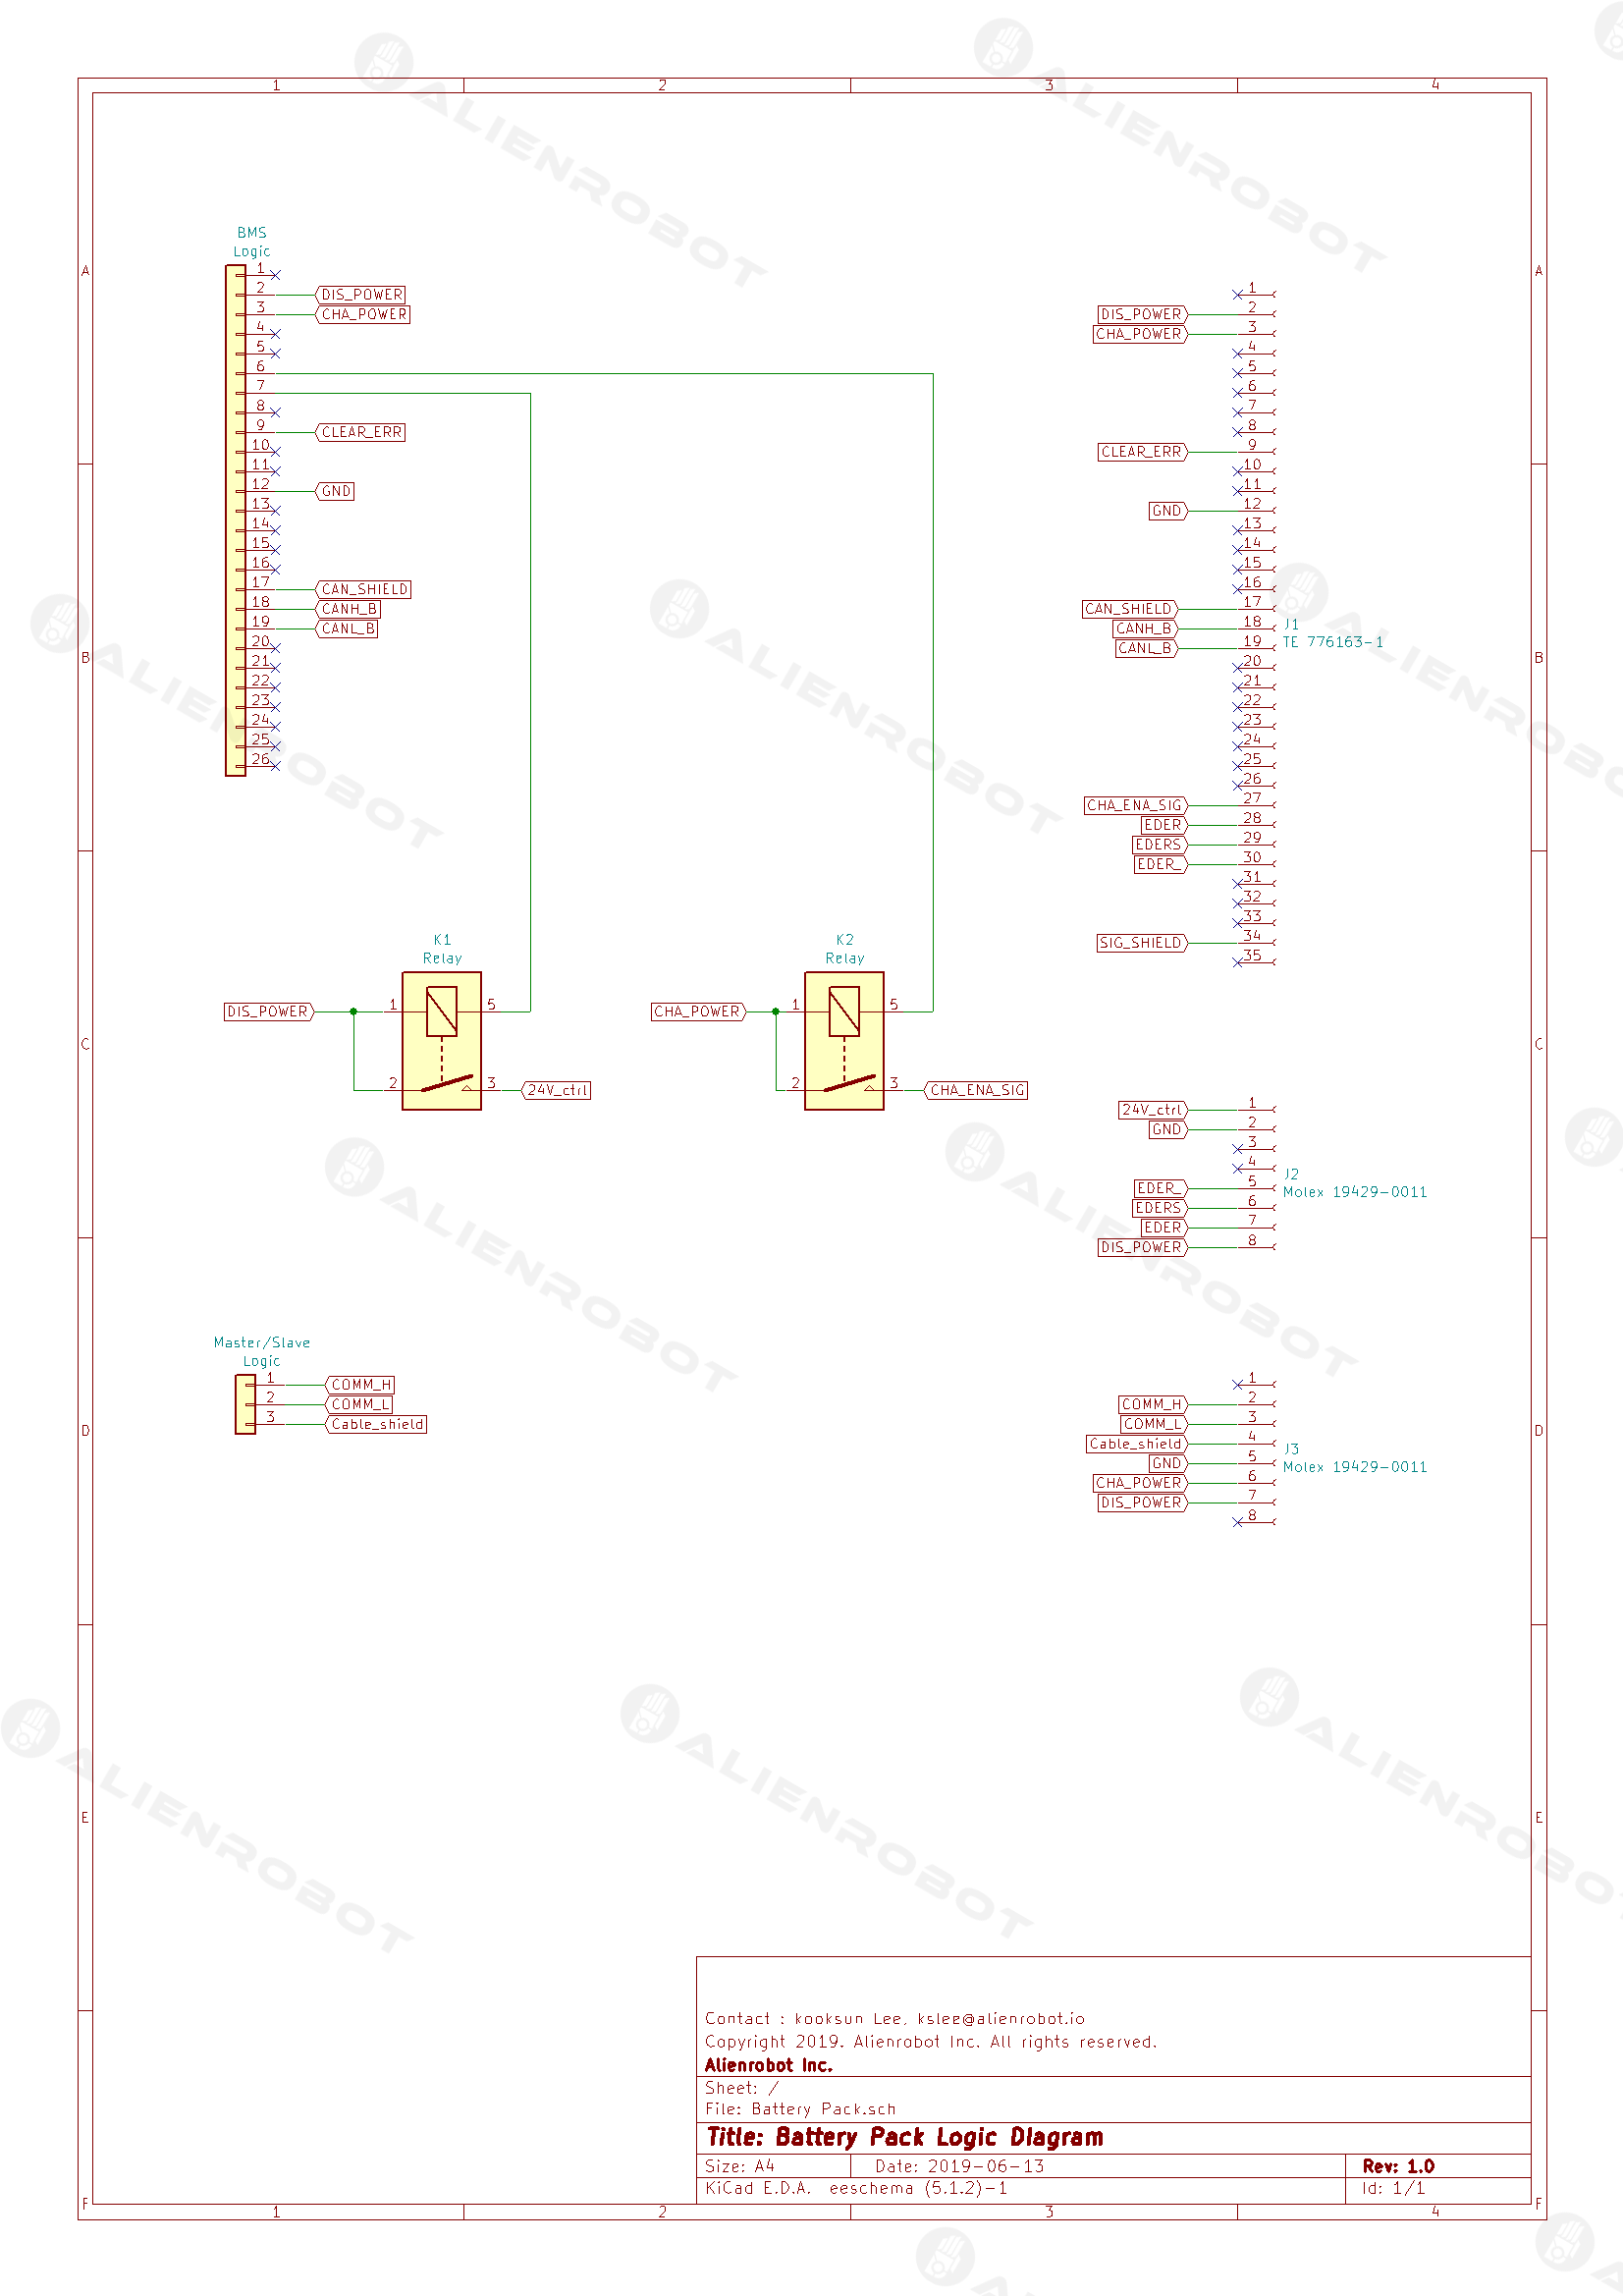 1 2 3 4
A A
B B
C C
D D
E E
F F
1 2 3 4
ALIENROBOT
ALIENROBOT
ALIENROBOT
ALIENROBOT
ALIENROBOT
ALIENROBOT
ALIENROBOT
ALIENROBOT
ALIENROBOT
ALIENROBOT
BMS
Logic
1
2 DIS_POWER
3 CHA_POWER
4
5
6
7
8
9 CLEAR_ERR
10
11
12 GND
13
14
15
16
17 CAN_SHIELD
18 CANH_B
19 CANL_B
20
21
22
23
24
25
26
1
DIS_POWER 2
CHA_POWER 3
4
5
6
7
8
CLEAR_ERR 9
10
11
GND 12
13
14
15
16
CAN_SHIELD 17
CANH_B 18
CANL_B 19
20
21
22
23
24
25
26
CHA_ENA_SIG 27
EDER 28
EDERS 29
EDER_ 30
31
32
33
SIG_SHIELD 34
35
J1
TE 776163-1
K1
Relay
DIS_POWER 1 5
2 3 24V_ctrl
K2
Relay
CHA_POWER 1 5
2 3 CHA_ENA_SIG
24V_ctrl 1
GND 2
3
4
EDER_ 5
EDERS 6
EDER 7
DIS_POWER 8
J2
Molex 19429-0011
Master/Slave
Logic
1 COMM_H
2 COMM_L
3 Cable_shield
1
COMM_H 2
COMM_L 3
Cable_shield 4
GND 5
CHA_POWER 6
DIS_POWER 7
8
J3
Molex 19429-0011
Contact : kooksun Lee, kslee@alienrobot.io
Copyright 2019. Alienrobot Inc. All rights reserved.
Alienrobot Inc.
Sheet: /
File: Battery Pack.sch
Title: Battery Pack Logic Diagram
Size: A4 Date: 2019-06-13 Rev: 1.0
KiCad E.D.A. eeschema (5.1.2)-1 Id: 1/1